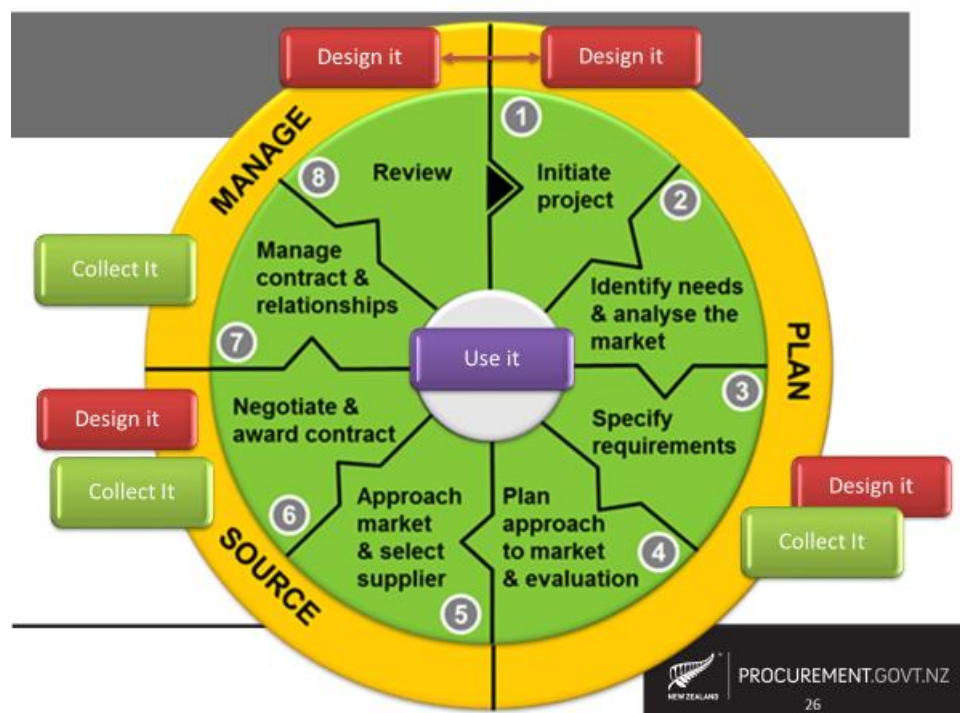 Design it
Design it
MANAGE
PLAN
SOURCE
1
Initiate
project
2
Identify needs
& analyse the
market
3
Specify
requirements
4
Plan
approach
to market
& evaluation
5
Approach
market
& select
supplier
6
Negotiate &
award contract
7
Manage
contract &
relationships
8
Review
Use it
Collect It
Design it
Collect It
Design it
Collect It
NEW ZEALAND
PROCUREMENT.GOVT.NZ
26